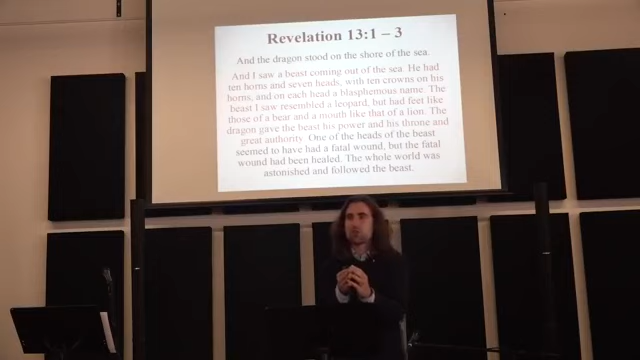 Revelation 13:1 – 3
And the dragon stood on the shore of the sea.
And I saw a beast coming out of the sea. He had
ten horns and seven heads, with ten crowns on his
horns, and on each head a blasphemous name. The
beast I saw resembled a leopard, but had feet like
those of a bear and a mouth like that of a lion. The
dragon gave the beast his power and his throne and
great authority. One of the heads of the beast
seemed to have had a fatal wound, but the fatal
wound had been healed. The whole world was
astonished and followed the beast.